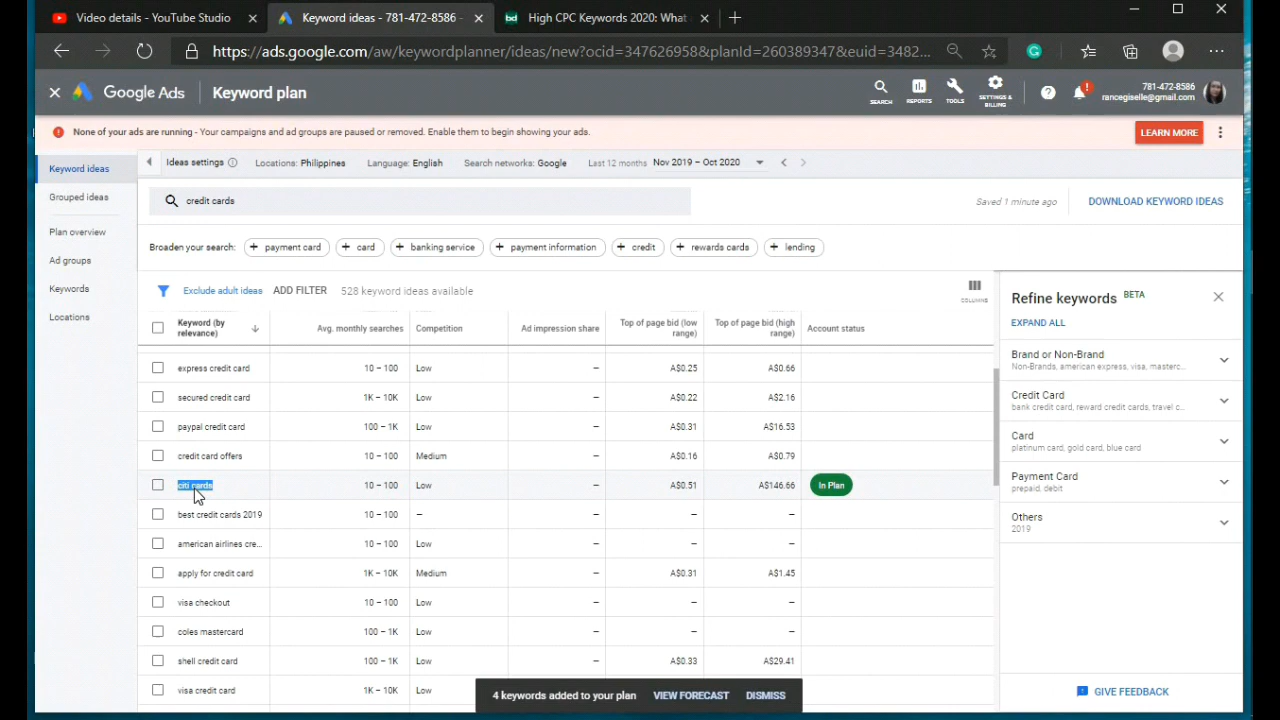 Video details - YouTube Studio
Keyword ideas - 781-472-8586 -
High CPC Keywords 2020: What
https://ads.google.com/aw/keywordplanner/ideas/new?ocid=347626958&planId=260389347&euid=3482...
Google Ads
Keyword plan
SEARCH
REPORTS
TOOLS
SETTINGS & BILLING
781-472-8586
rancegiselle@gmail.com
None of your ads are running - Your campaigns and ad groups are paused or removed. Enable them to begin showing your ads.
LEARN MORE
Keyword ideas
Grouped ideas
Plan overview
Ad groups
Keywords
Locations
Ideas settings
Locations: Philippines
Language: English
Search networks: Google
Last 12 months
Nov 2019 – Oct 2020
credit cards
Saved 1 minute ago
DOWNLOAD KEYWORD IDEAS
Broaden your search:
+ payment card
+ card
+ banking service
+ payment information
+ credit
+ rewards cards
+ lending
Exclude adult ideas
ADD FILTER
528 keyword ideas available
COLUMNS
Keyword (by relevance)
Avg. monthly searches
Competition
Ad impression share
Top of page bid (low range)
Top of page bid (high range)
Account status
express credit card 10 – 100 Low – A$0.25 A$0.66
secured credit card 1K – 10K Low – A$0.22 A$2.16
paypal credit card 100 – 1K Low – A$0.31 A$16.53
credit card offers 10 – 100 Medium – A$0.16 A$0.79
citi cards 10 – 100 Low – A$0.51 A$146.66 In Plan
best credit cards 2019 10 – 100 – – – –
american airlines cre... 10 – 100 Low – – –
apply for credit card 1K – 10K Medium – A$0.31 A$1.45
visa checkout 10 – 100 Low – – –
coles mastercard 100 – 1K Low – – –
shell credit card 100 – 1K Low – A$0.33 A$29.41
visa credit card 1K – 10K Low
4 keywords added to your plan
VIEW FORECAST
DISMISS
Refine keywords BETA
EXPAND ALL
Brand or Non-Brand
Non-Brands, american express, visa, masterc...
Credit Card
bank credit card, reward credit cards, travel c...
Card
platinum card, gold card, blue card
Payment Card
prepaid, debit
Others
2019
GIVE FEEDBACK